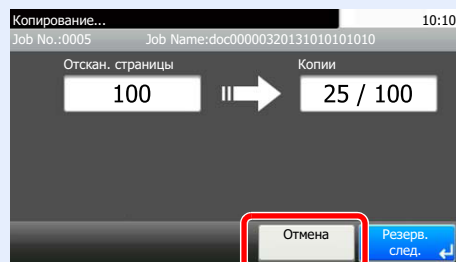 Копирование... 10:10
Job No.:0005 Job Name:doc00000320131010101010
Отскан. страницы Копии
100 25 / 100
Отмена Резерв.
след.